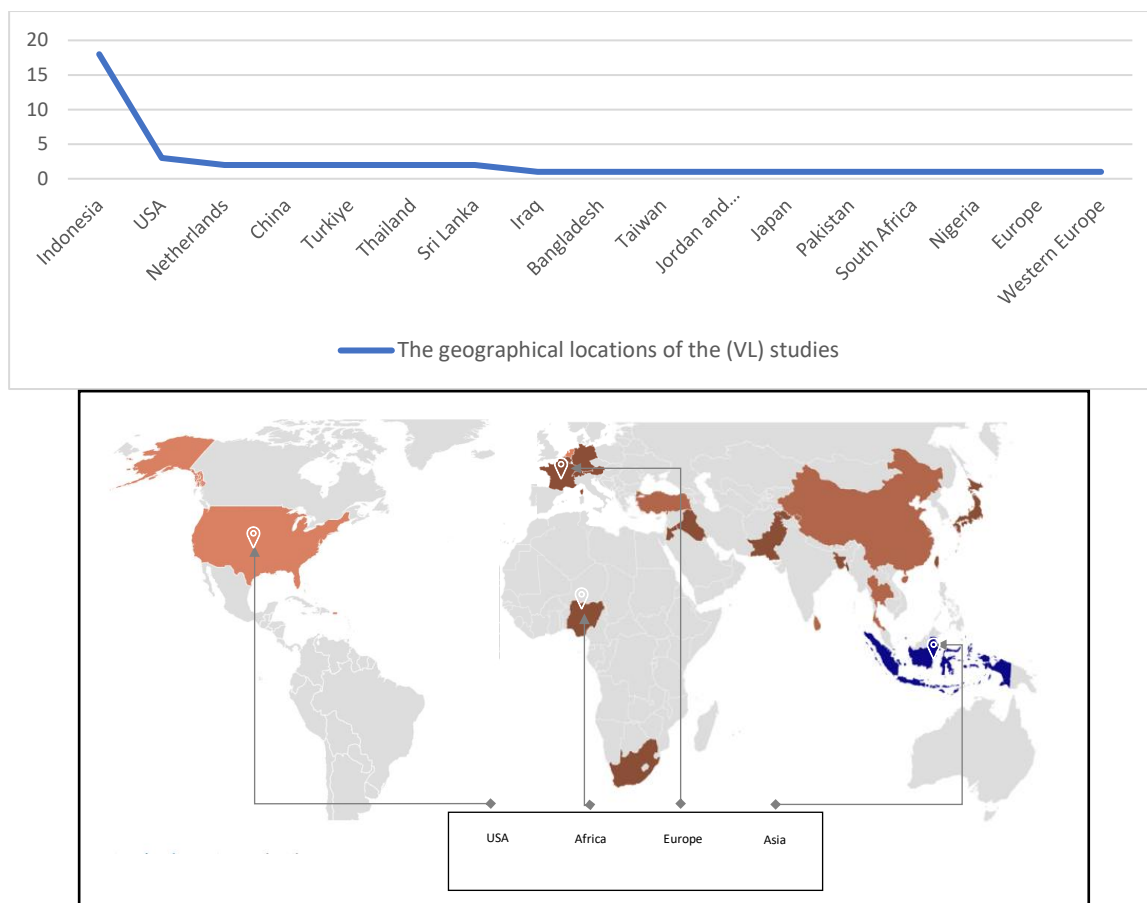 20
15
10
5
0
Indonesia
USA
Netherlands
China
Turkiye
Thailand
Sri Lanka
Iraq
Bangladesh
Taiwan
Jordan and...
Japan
Pakistan
South Africa
Nigeria
Europe
Western Europe
The geographical locations of the (VL) studies
USA Africa Europe Asia